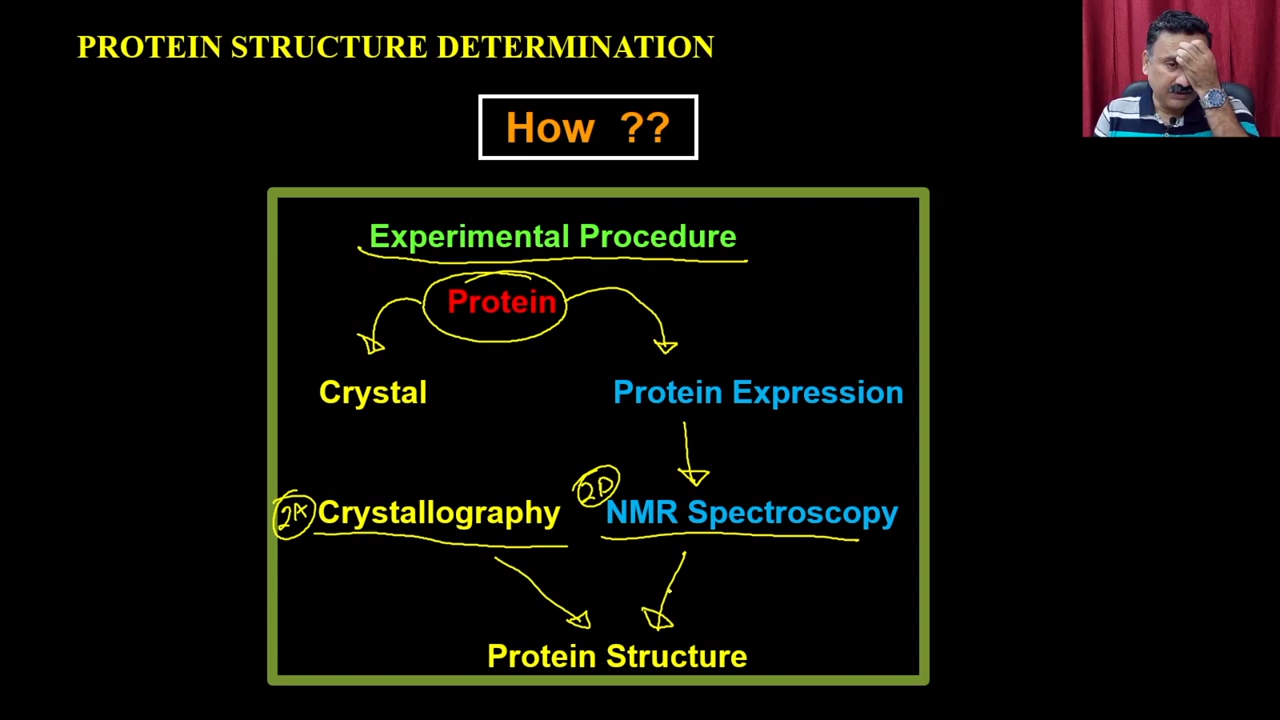 PROTEIN STRUCTURE DETERMINATION
How ??
Experimental Procedure
Protein
Crystal Protein Expression
2D
Crystallography NMR Spectroscopy
Protein Structure